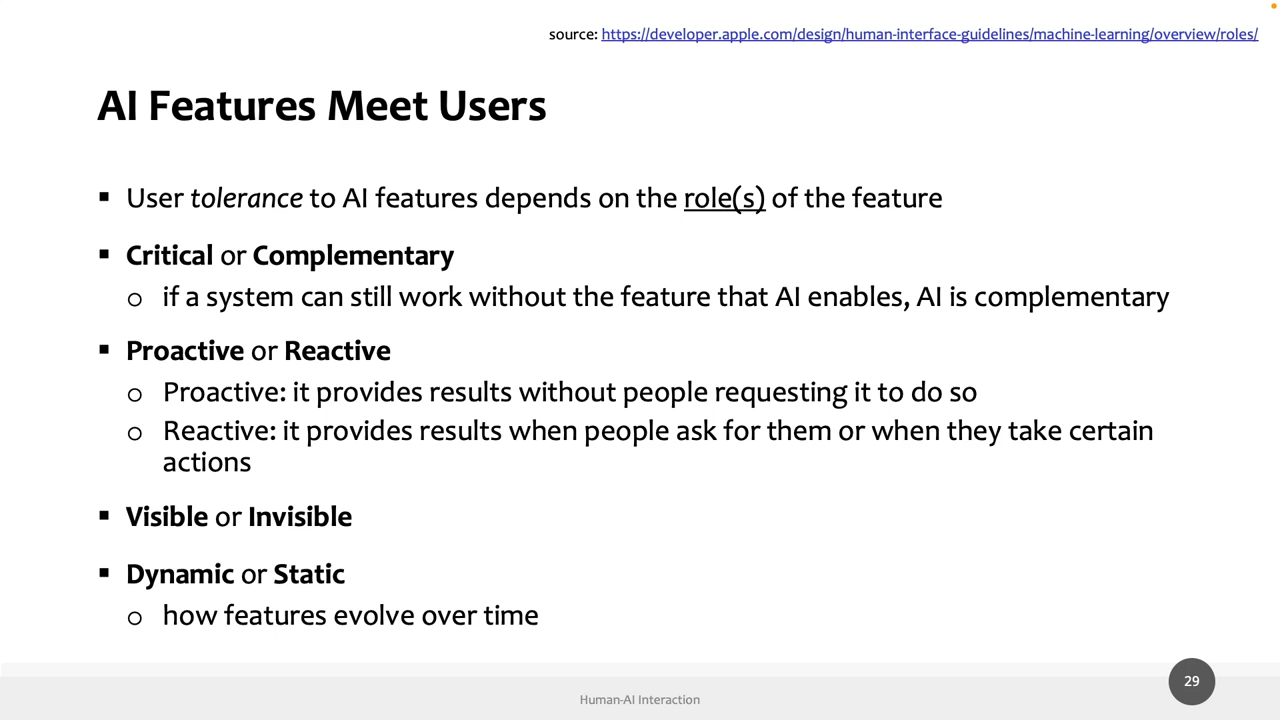 source: https://developer.apple.com/design/human-interface-guidelines/machine-learning/overview/roles/
AI Features Meet Users
▪ User tolerance to AI features depends on the role(s) of the feature
▪ Critical or Complementary
o if a system can still work without the feature that AI enables, AI is complementary
▪ Proactive or Reactive
o Proactive: it provides results without people requesting it to do so
o Reactive: it provides results when people ask for them or when they take certain
actions
▪ Visible or Invisible
▪ Dynamic or Static
o how features evolve over time
29
Human-AI Interaction